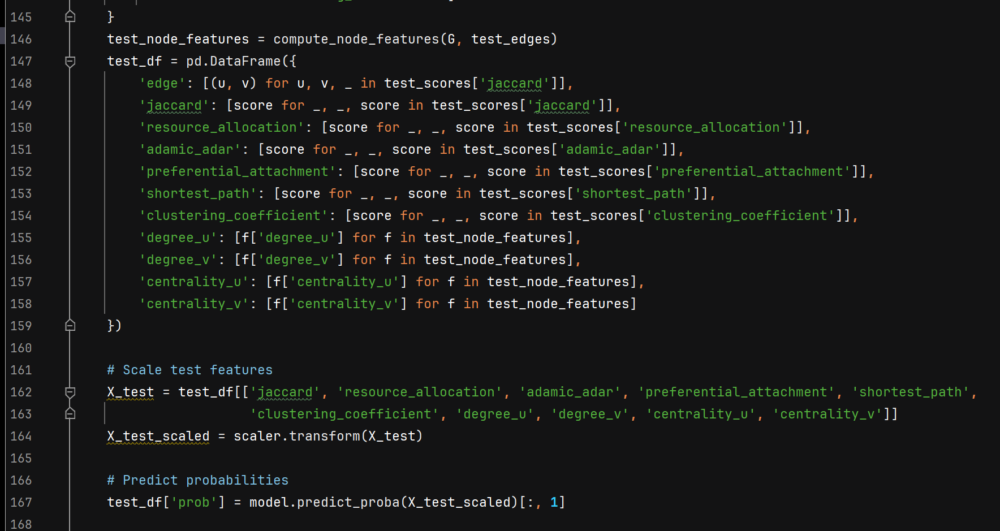 145 }
146 test_node_features = compute_node_features(G, test_edges)
147 test_df = pd.DataFrame({
148 'edge': [(u, v) for u, v, _ in test_scores['jaccard']],
149 'jaccard': [score for _, _, score in test_scores['jaccard']],
150 'resource_allocation': [score for _, _, score in test_scores['resource_allocation']],
151 'adamic_adar': [score for _, _, score in test_scores['adamic_adar']],
152 'preferential_attachment': [score for _, _, score in test_scores['preferential_attachment']],
153 'shortest_path': [score for _, _, score in test_scores['shortest_path']],
154 'clustering_coefficient': [score for _, _, score in test_scores['clustering_coefficient']],
155 'degree_u': [f['degree_u'] for f in test_node_features],
156 'degree_v': [f['degree_v'] for f in test_node_features],
157 'centrality_u': [f['centrality_u'] for f in test_node_features],
158 'centrality_v': [f['centrality_v'] for f in test_node_features]
159 })
160
161 # Scale test features
162 X_test = test_df[['jaccard', 'resource_allocation', 'adamic_adar', 'preferential_attachment', 'shortest_path',
163 'clustering_coefficient', 'degree_u', 'degree_v', 'centrality_u', 'centrality_v']]
164 X_test_scaled = scaler.transform(X_test)
165
166 # Predict probabilities
167 test_df['prob'] = model.predict_proba(X_test_scaled)[:, 1]
168